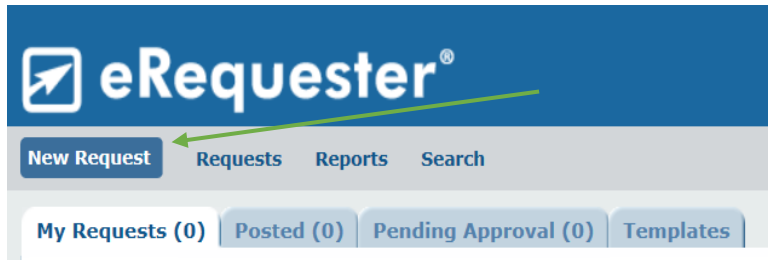 eRequester®
New Request Requests Reports Search
My Requests (0) Posted (0) Pending Approval (0) Templates